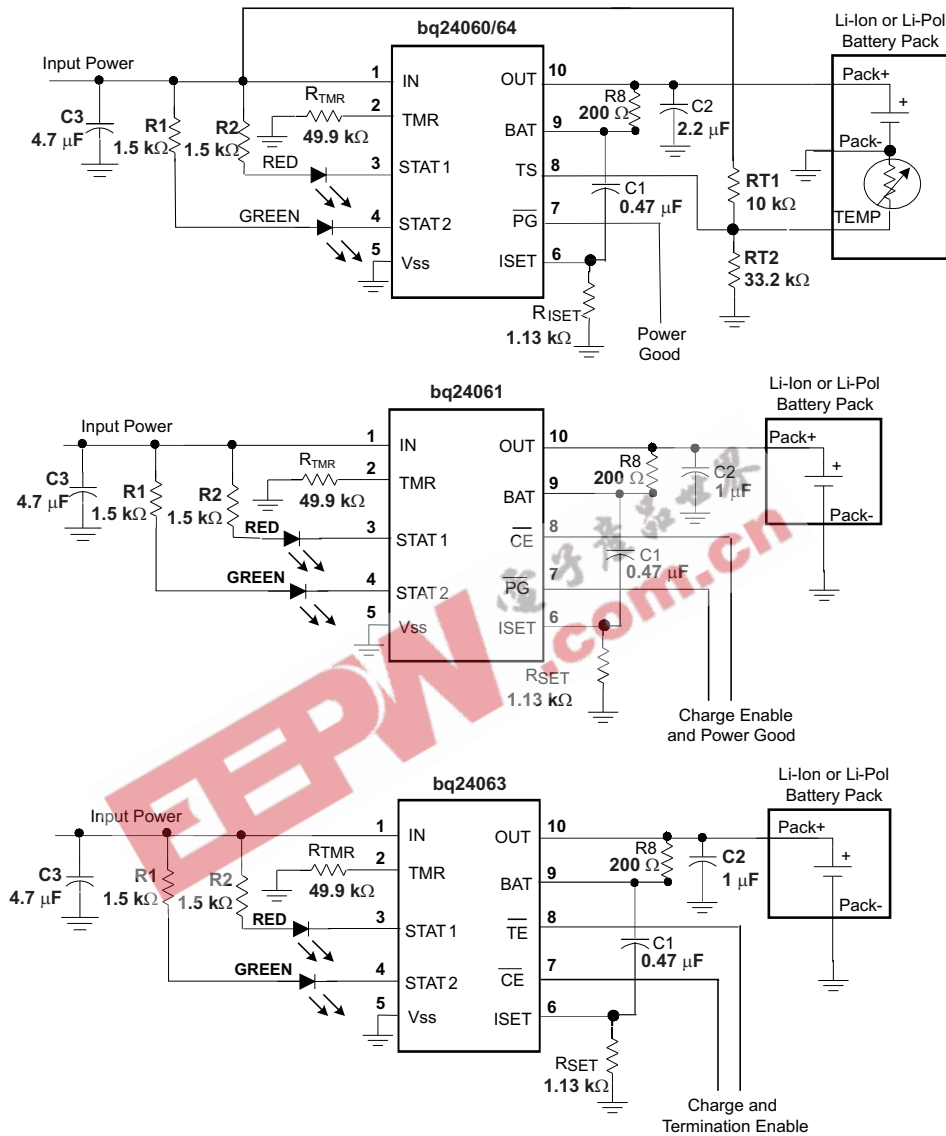 bq24060/64
Li-Ion or Li-Pol
Battery Pack
Input Power
1
IN
OUT
10
Pack+
C3
4.7 μF
R1
1.5 kΩ
R2
1.5 kΩ
RTMR
49.9 kΩ
2
TMR
R8
200 Ω
C2
2.2 μF
+
BAT
9
RED
3
STAT1
TS
8
Pack-
C1
0.47 μF
RT1
10 kΩ
GREEN
4
STAT2
PG
7
TEMP
5
Vss
ISET
6
RT2
33.2 kΩ
RISET
1.13 kΩ
Power
Good
bq24061
Li-Ion or Li-Pol
Battery Pack
Input Power
1
IN
OUT
10
Pack+
C3
4.7 μF
R1
1.5 kΩ
R2
1.5 kΩ
RTMR
49.9 kΩ
2
TMR
R8
200 Ω
C2
1 μF
+
BAT
9
RED
3
STAT1
CE
8
Pack-
C1
0.47 μF
GREEN
4
STAT2
PG
7
5
Vss
ISET
6
RSET
1.13 kΩ
Charge Enable
and Power Good
电子產品世界
EEPW.com.cn
bq24063
Li-Ion or Li-Pol
Battery Pack
Input Power
1
IN
OUT
10
Pack+
C3
4.7 μF
R1
1.5 kΩ
R2
1.5 kΩ
RTMR
49.9 kΩ
2
TMR
R8
200 Ω
C2
1 μF
+
BAT
9
RED
3
STAT1
TE
8
Pack-
C1
0.47 μF
GREEN
4
STAT2
CE
7
5
Vss
ISET
6
RSET
1.13 kΩ
Charge and
Termination Enable